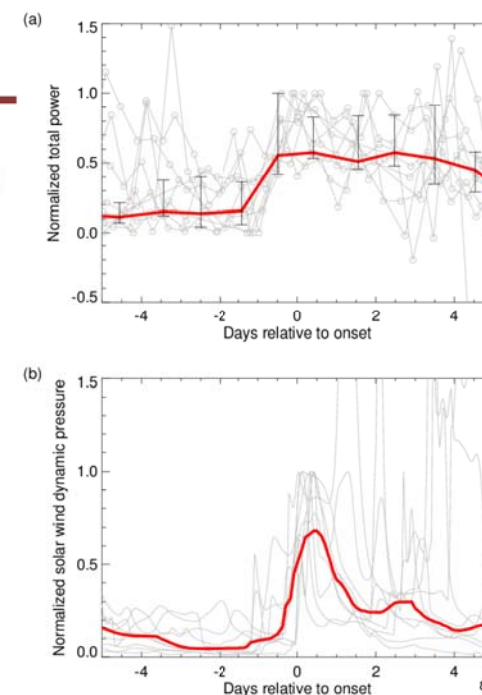 (a)
1.5
1.0
0.5
0.0
-0.5
Normalized total power
-4 -2 0 2 4
Days relative to onset
(b)
1.5
1.0
0.5
0.0
Normalized solar wind dynamic pressure
-4 -2 0 2 4
Days relative to onset